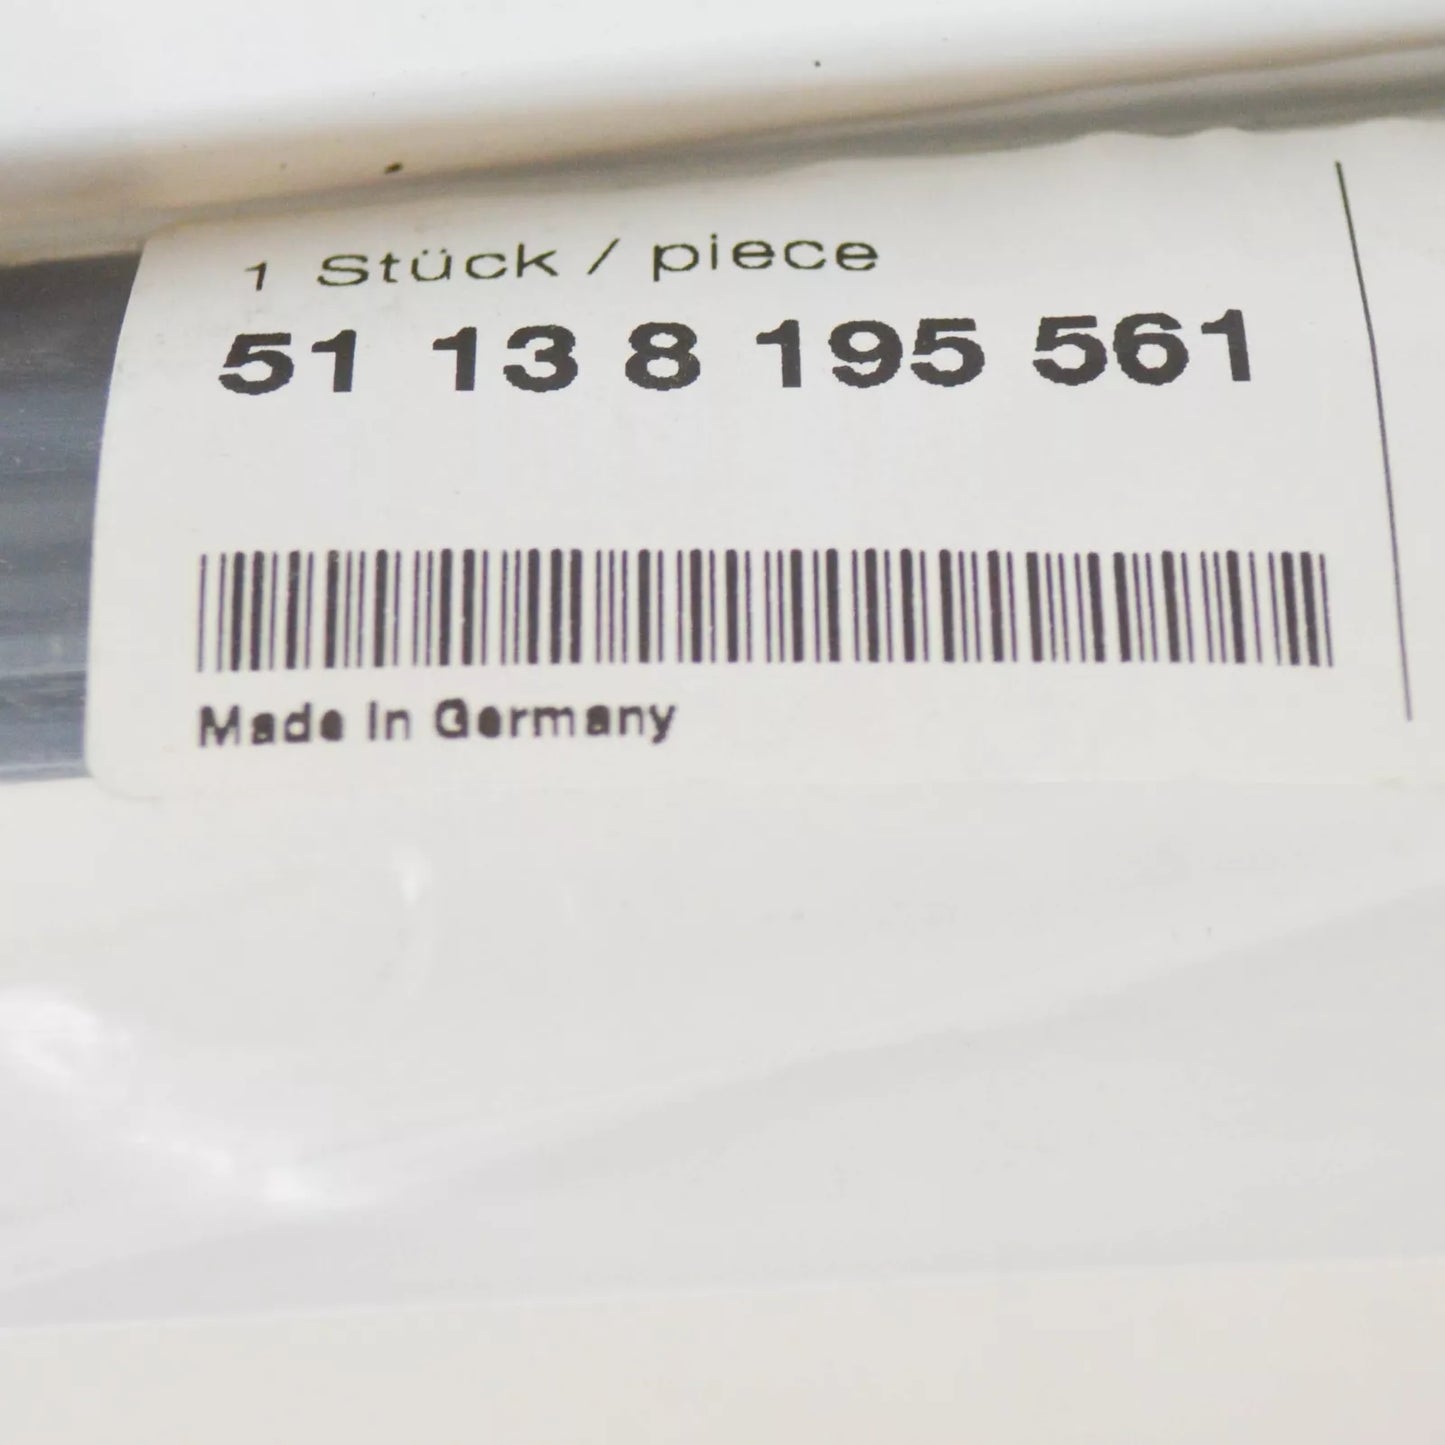 1 Stück / piece
51 13 8 195 561
Made In Germany